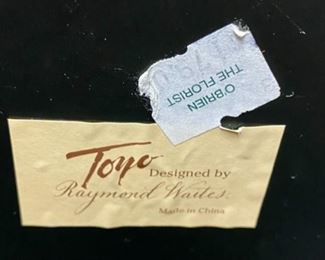 O'BRIEN
THE FLORIST
Toyo
Designed by
Raymond Waites
Made in China